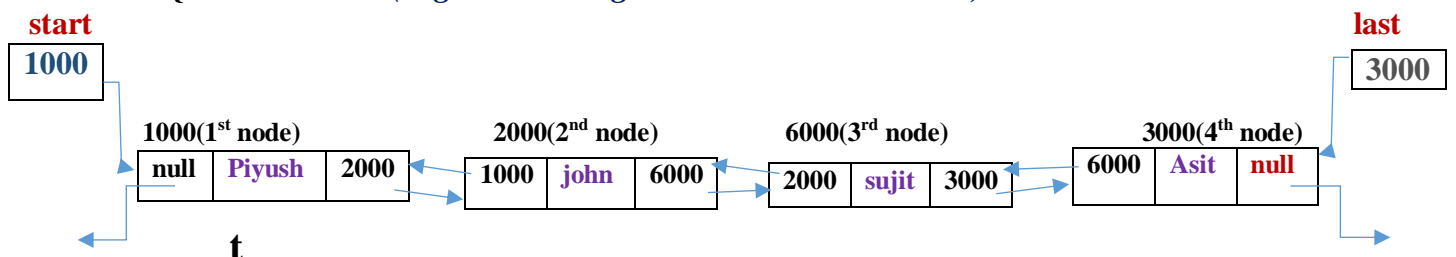 start last
1000 3000
1000(1st node) 2000(2nd node) 6000(3rd node) 3000(4th node)
null Piyush 2000 1000 john 6000 2000 sujit 3000 6000 Asit null
t